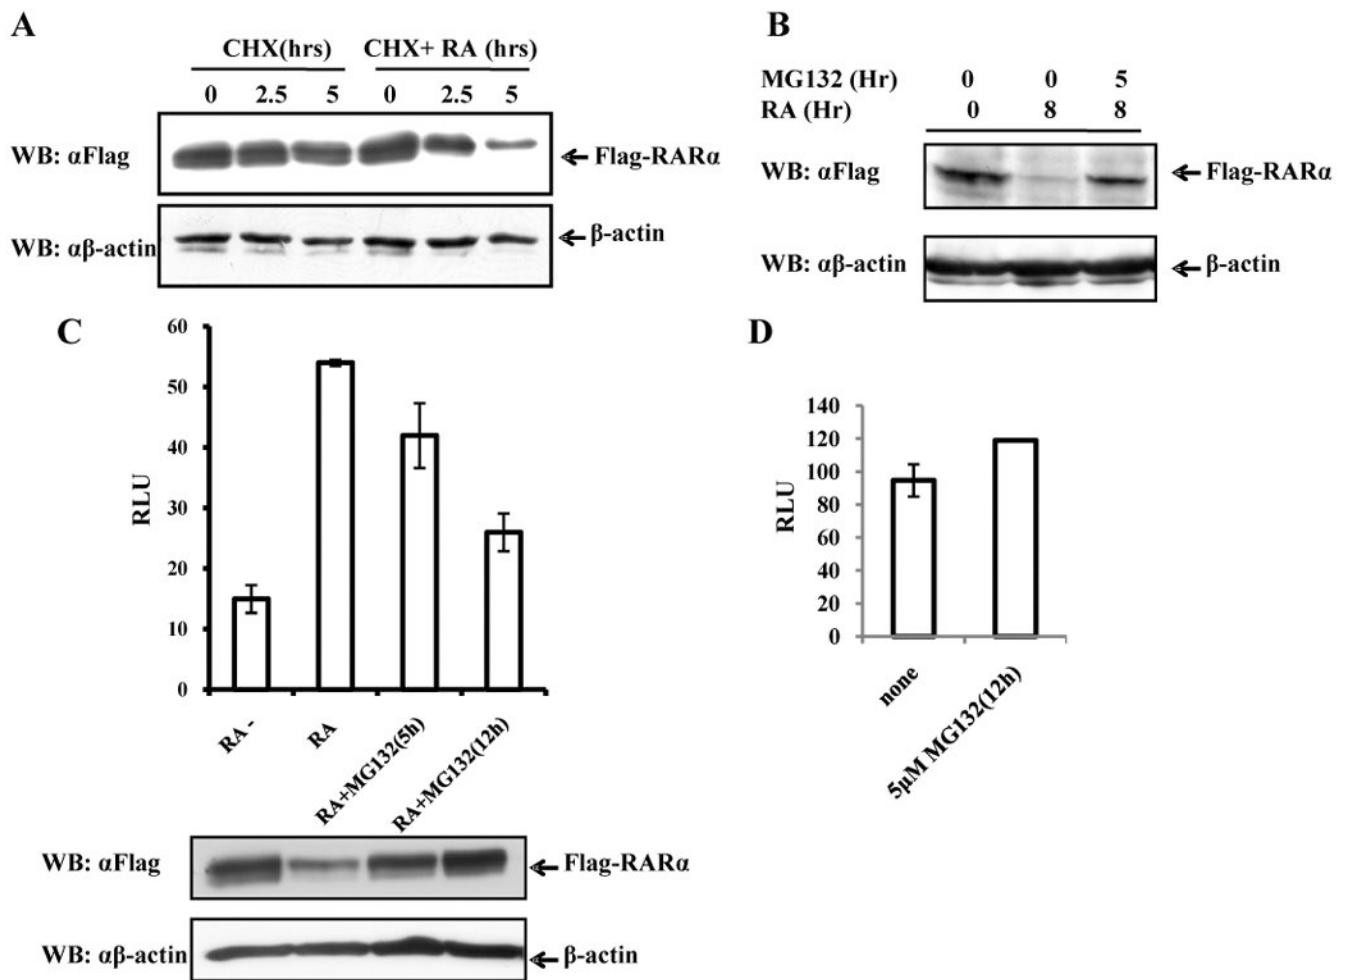 A
CHX(hrs) CHX+ RA (hrs)
0 2.5 5 0 2.5 5
WB: αFlag Flag-RARα
WB: αβ-actin β-actin
B
MG132 (Hr) 0 0 5
RA (Hr) 0 8 8
WB: αFlag Flag-RARα
WB: αβ-actin β-actin
C
60
50
40
30
20
10
0
RLU
RA -
RA
RA+MG132(5h)
RA+MG132(12h)
WB: αFlag Flag-RARα
WB: αβ-actin β-actin
D
140
120
100
80
60
40
20
0
RLU
none
5μM MG132(12h)